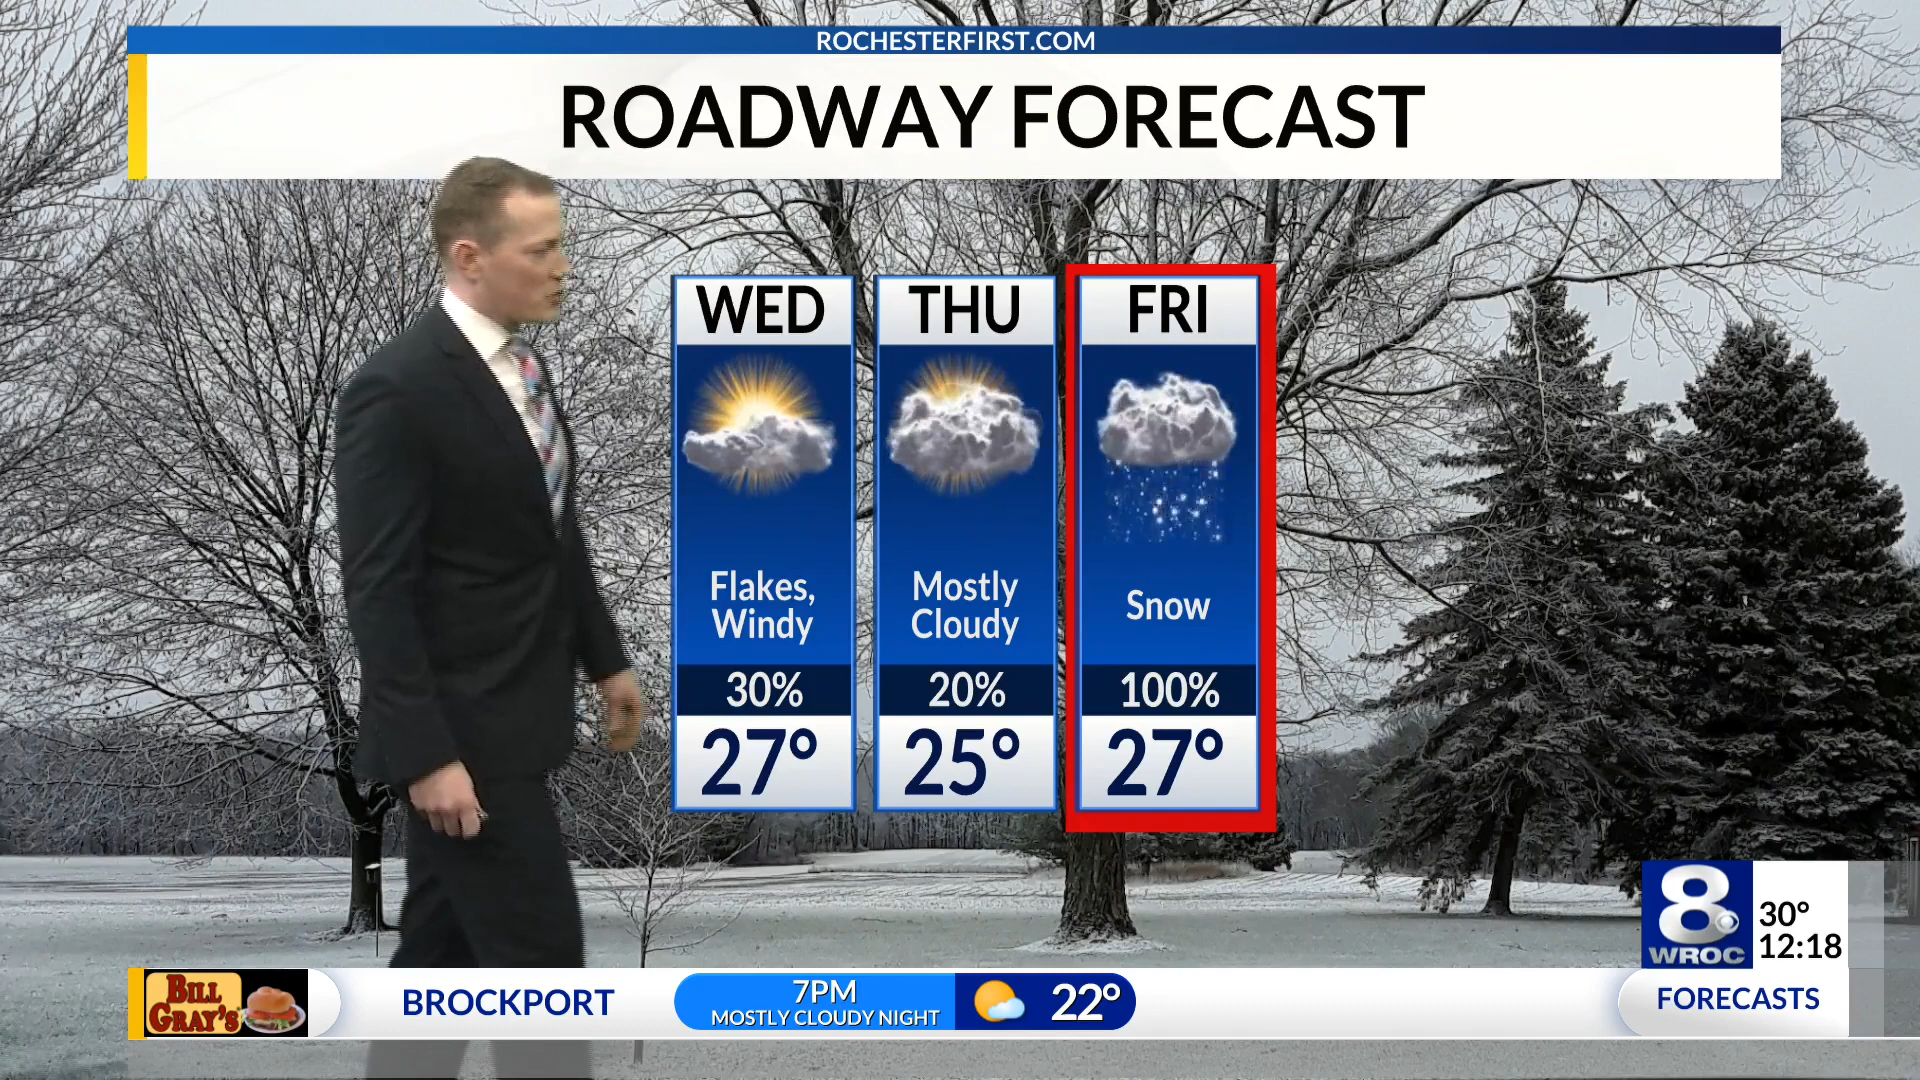 ROCHESTERFIRST.COM
ROADWAY FORECAST
WED
Flakes,
Windy
30%
27°
THU
Mostly
Cloudy
20%
25°
FRI
Snow
100%
27°
8
WROC
30°
12:18
BILL
GRAY'S
BROCKPORT
7PM
MOSTLY CLOUDY NIGHT
22°
FORECASTS